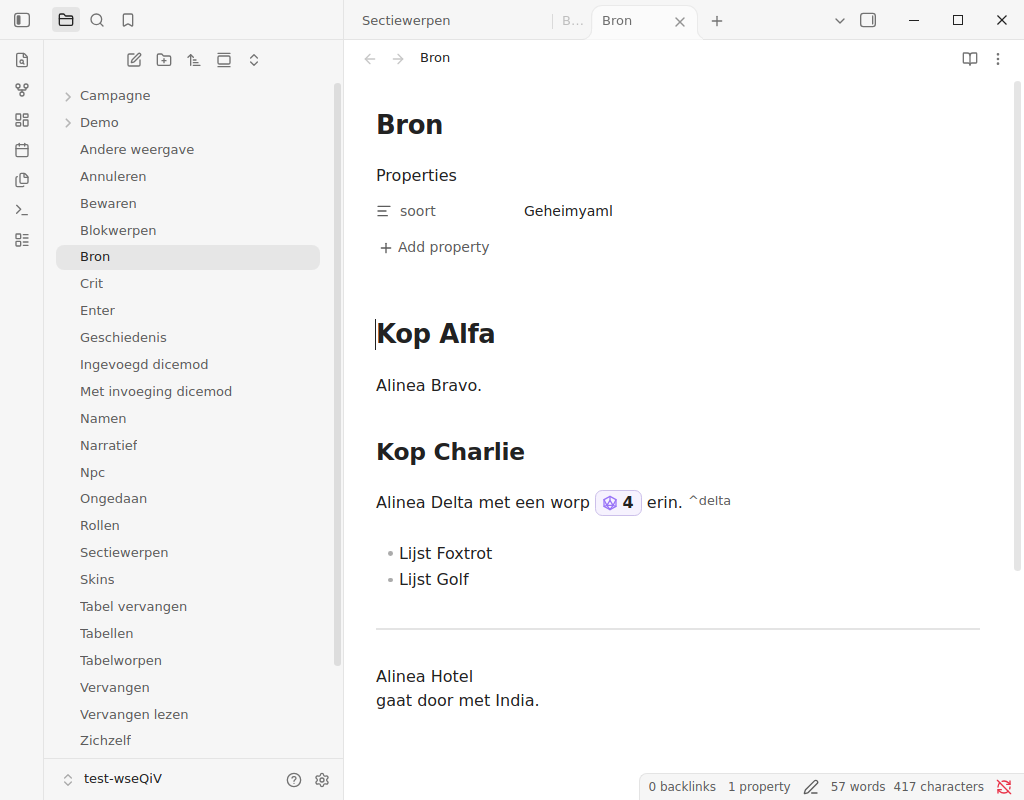 Sectiewerpen
B...
Bron
Bron
Campagne
Demo
Andere weergave
Annuleren
Bewaren
Blokwerpen
Bron
Crit
Enter
Geschiedenis
Ingevoegd dicemod
Met invoeging dicemod
Namen
Narratief
Npc
Ongedaan
Rollen
Sectiewerpen
Skins
Tabel vervangen
Tabellen
Tabelworpen
Vervangen
Vervangen lezen
Zichzelf
test-wseQiV
Bron
Properties
soort Geheimyaml
Add property
Kop Alfa
Alinea Bravo.
Kop Charlie
Alinea Delta met een worp 4 erin. ^delta
Lijst Foxtrot
Lijst Golf
Alinea Hotel
gaat door met India.
0 backlinks 1 property 57 words 417 characters